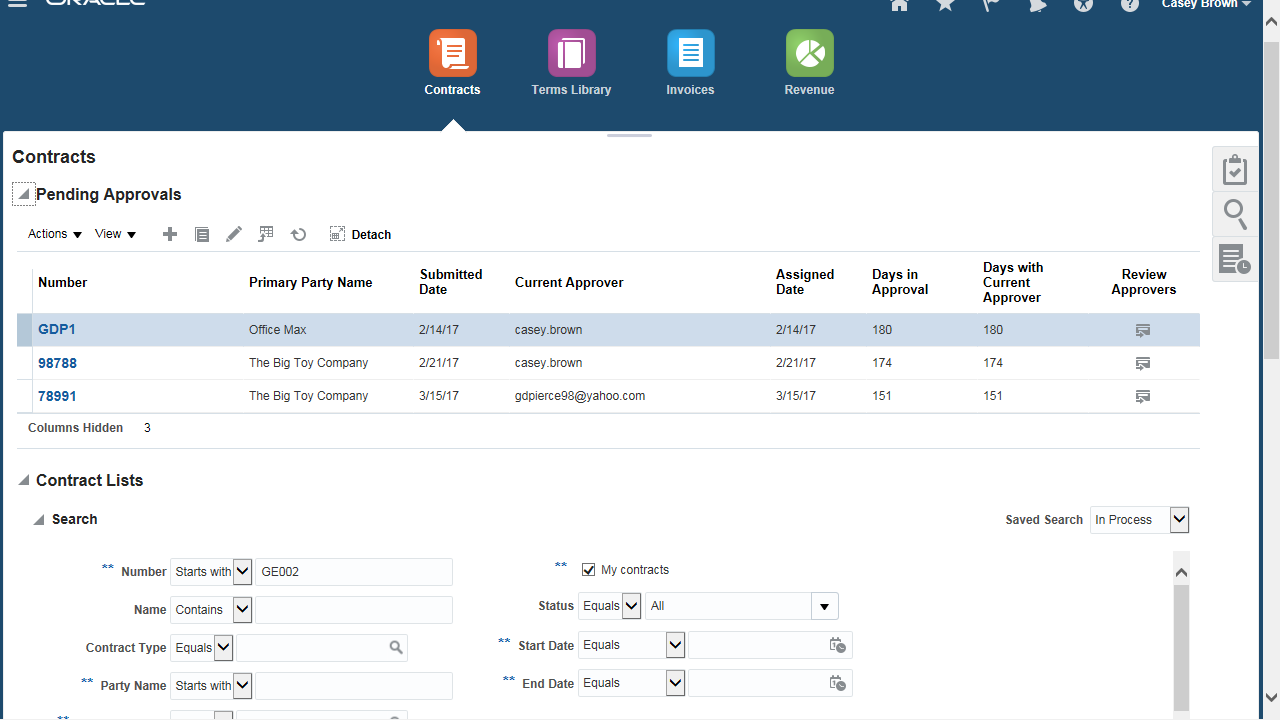 ORACLE
Casey Brown
Contracts Terms Library Invoices Revenue
Contracts
Pending Approvals
Actions View Detach
Number Primary Party Name Submitted Date Current Approver Assigned Date Days in Approval Days with Current Approver Review Approvers
GDP1 Office Max 2/14/17 casey.brown 2/14/17 180 180
98788 The Big Toy Company 2/21/17 casey.brown 2/21/17 174 174
78991 The Big Toy Company 3/15/17 gdpierce98@yahoo.com 3/15/17 151 151
Columns Hidden 3
Contract Lists
Search Saved Search In Process
** Number Starts with GE002 ** My contracts
Name Contains Status Equals All
Contract Type Equals ** Start Date Equals
** Party Name Starts with ** End Date Equals
**